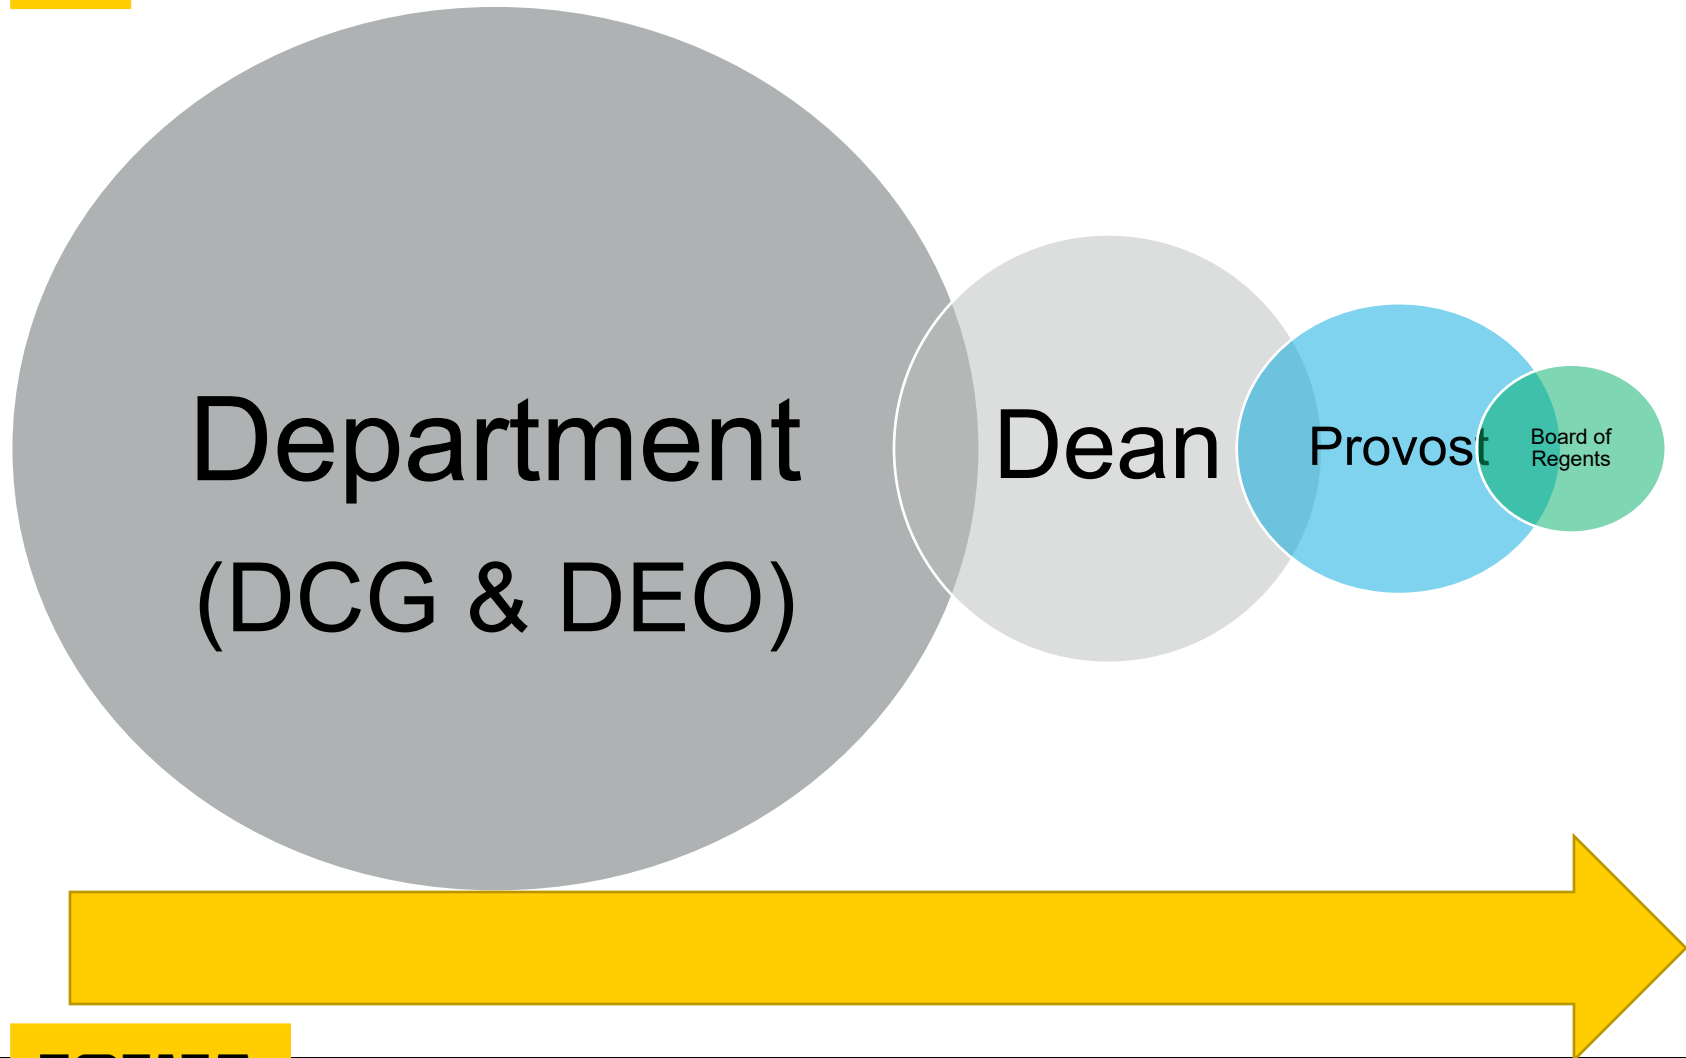 Department
(DCG & DEO)
Dean
Provost
Board of
Regents